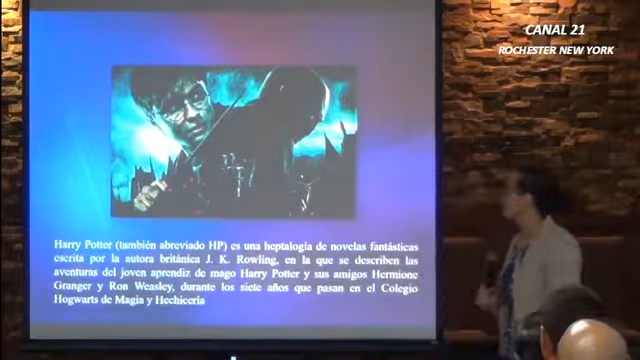 CANAL 21
ROCHESTER NEW YORK
Harry Potter (también abreviado HP) es una heptalogía de novelas fantásticas
escrita por la autora británica J. K. Rowling, en la que se describen las
aventuras del joven aprendiz de mago Harry Potter y sus amigos Hermione
Granger y Ron Weasley, durante los siete años que pasan en el Colegio
Hogwarts de Magia y Hechicería